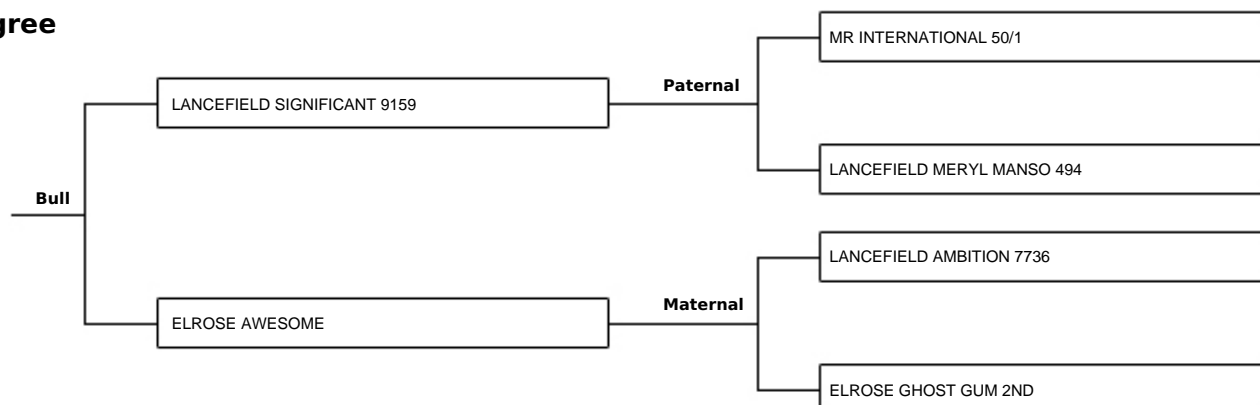 gree
MR INTERNATIONAL 50/1
Paternal
LANCEFIELD SIGNIFICANT 9159
LANCEFIELD MERYL MANSO 494
Bull
LANCEFIELD AMBITION 7736
Maternal
ELROSE AWESOME
ELROSE GHOST GUM 2ND